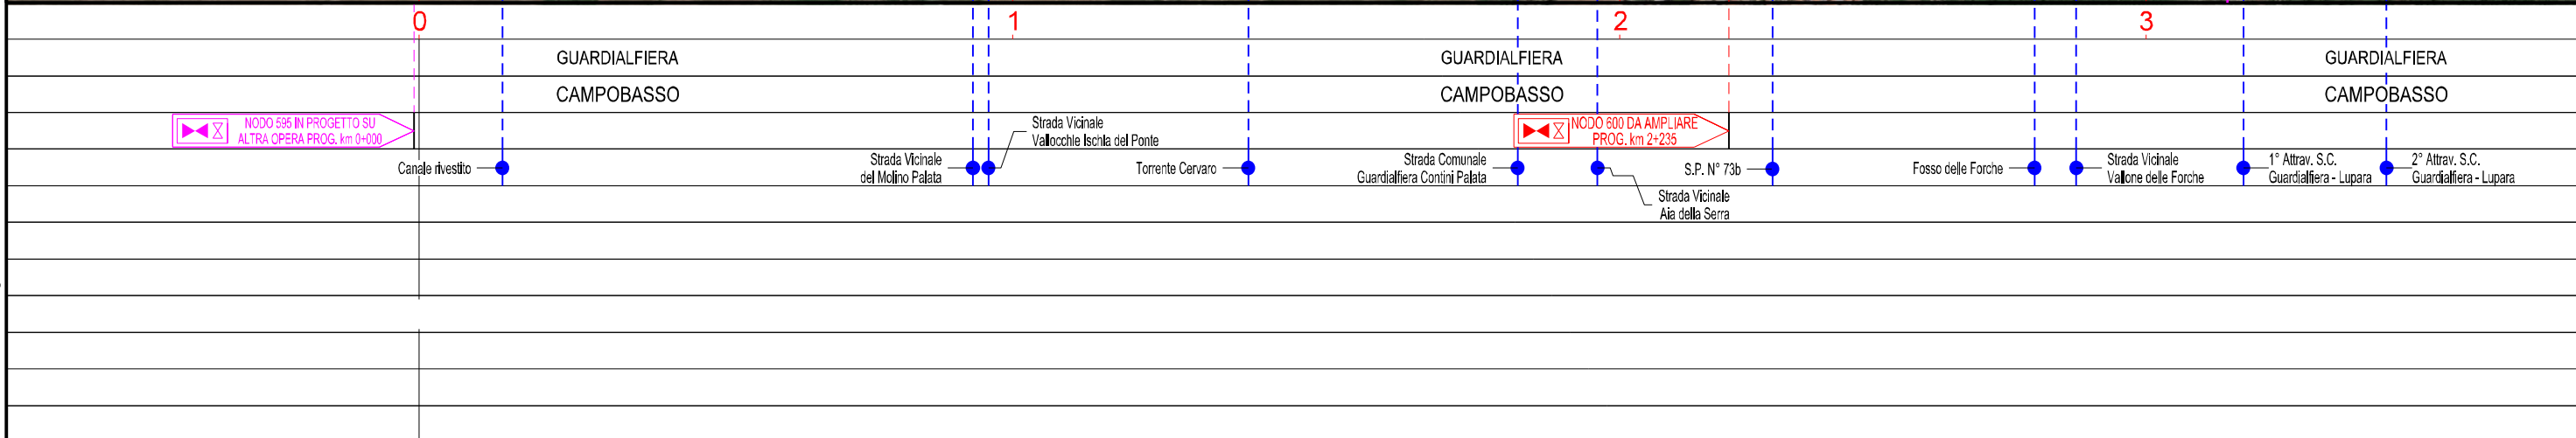 0 1 2 3
GUARDIALFIERA GUARDIALFIERA GUARDIALFIERA
CAMPOBASSO CAMPOBASSO CAMPOBASSO
NODO 595 IN PROGETTO SU
ALTRA OPERA PROG. km 0+000
NODO 600 DA AMPLIARE
PROG. km 2+235
Canale rivestito
Strada Vicinale
del Molino Palata
Strada Vicinale
Vallocchie Ischia del Ponte
Torrente Cervaro
Strada Comunale
Guardialfiera Contini Palata
Strada Vicinale
Aia della Serra
S.P. N° 73b
Fosso delle Forche
Strada Vicinale
Vallone delle Forche
1° Attrav. S.C.
Guardialfiera - Lupara
2° Attrav. S.C.
Guardialfiera - Lupara